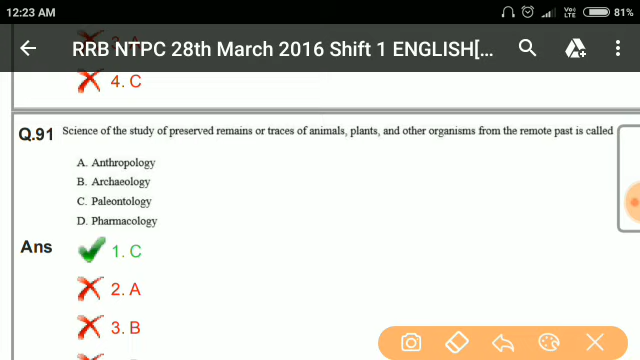 12:23 AM
Vo) LTE 81%
RRB NTPC 28th March 2016 Shift 1 ENGLISH[...
4. C
Q.91 Science of the study of preserved remains or traces of animals, plants, and other organisms from the remote past is called
A. Anthropology
B. Archaeology
C. Paleontology
D. Pharmacology
Ans 1. C
2. A
3. B